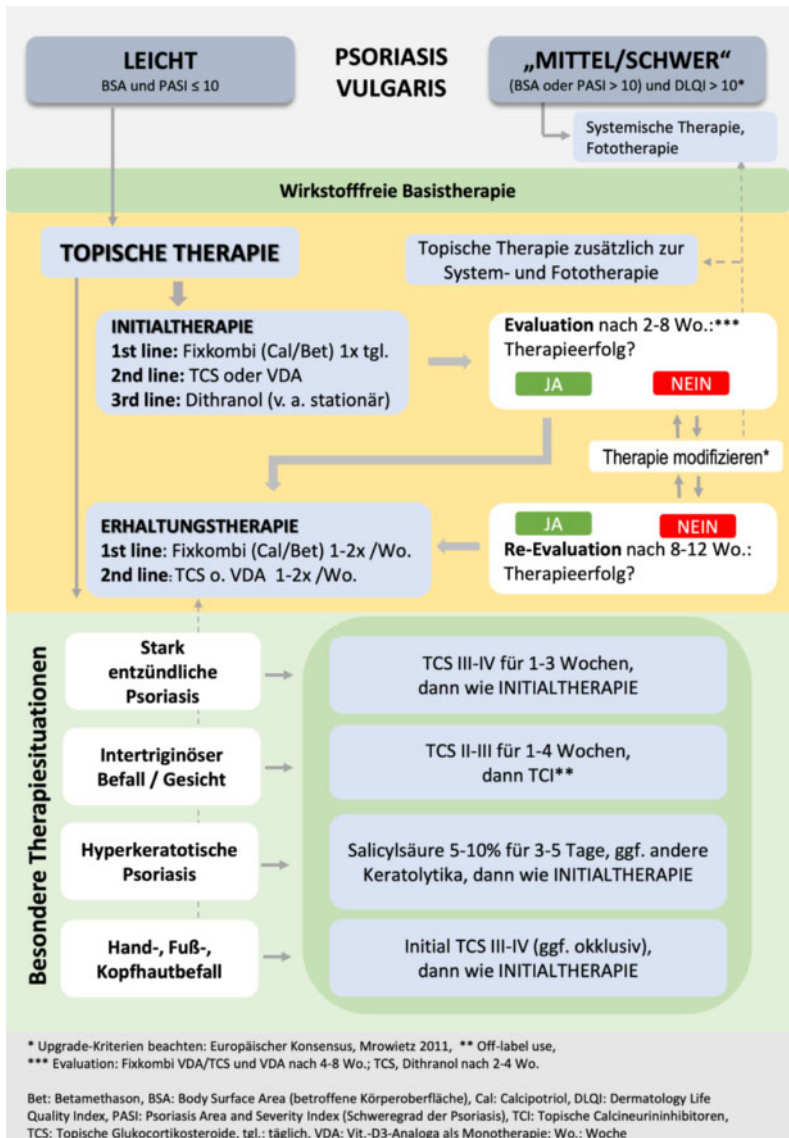 LEICHT
BSA und PASI ≤ 10
PSORIASIS
VULGARIS
„MITTEL/SCHWER“
(BSA oder PASI > 10) und DLQI > 10*
Systemische Therapie,
Fototherapie
Wirkstofffreie Basistherapie
TOPISCHE THERAPIE
Topische Therapie zusätzlich zur
System- und Fototherapie
INITIALTHERAPIE
1st line: Fixkombi (Cal/Bet) 1x tgl.
2nd line: TCS oder VDA
3rd line: Dithranol (v. a. stationär)
Evaluation nach 2-8 Wo.:***
Therapieerfolg?
JA
NEIN
Therapie modifizieren*
ERHALTUNGSTHERAPIE
1st line: Fixkombi (Cal/Bet) 1-2x /Wo.
2nd line: TCS o. VDA 1-2x /Wo.
JA
NEIN
Re-Evaluation nach 8-12 Wo.:
Therapieerfolg?
Besondere Therapiesituationen
Stark
entzündliche
Psoriasis
TCS III-IV für 1-3 Wochen,
dann wie INITIALTHERAPIE
Intertriginöser
Befall / Gesicht
TCS II-III für 1-4 Wochen,
dann TCI**
Hyperkeratotische
Psoriasis
Salicylsäure 5-10% für 3-5 Tage, ggf. andere
Keratolytika, dann wie INITIALTHERAPIE
Hand-, Fuß-,
Kopfhautbefall
Initial TCS III-IV (ggf. okklusiv),
dann wie INITIALTHERAPIE
* Upgrade-Kriterien beachten: Europäischer Konsensus, Mrowietz 2011, ** Off-label use,
*** Evaluation: Fixkombi VDA/TCS und VDA nach 4-8 Wo.; TCS, Dithranol nach 2-4 Wo.
Bet: Betamethason, BSA: Body Surface Area (betroffene Körperoberfläche), Cal: Calcipotriol, DLQI: Dermatology Life
Quality Index, PASI: Psoriasis Area and Severity Index (Schweregrad der Psoriasis), TCI: Topische Calcineurininhibitoren,
TCS: Topische Glukocortikosteroide, tgl.: täglich, VDA: Vit.-D3-Analoga als Monotherapie; Wo.: Woche